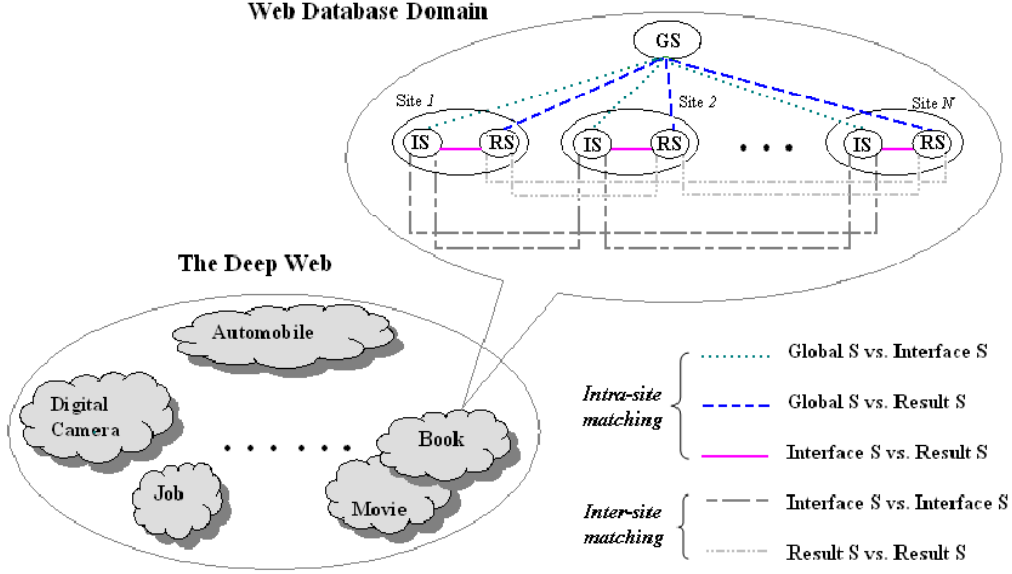 Web Database Domain
GS
Site 1
Site 2
Site N
IS
RS
IS
RS
IS
RS
The Deep Web
Automobile
Digital
Camera
Book
Job
Movie
Intra-site
matching
Global S vs. Interface S
Global S vs. Result S
Interface S vs. Result S
Inter-site
matching
Interface S vs. Interface S
Result S vs. Result S